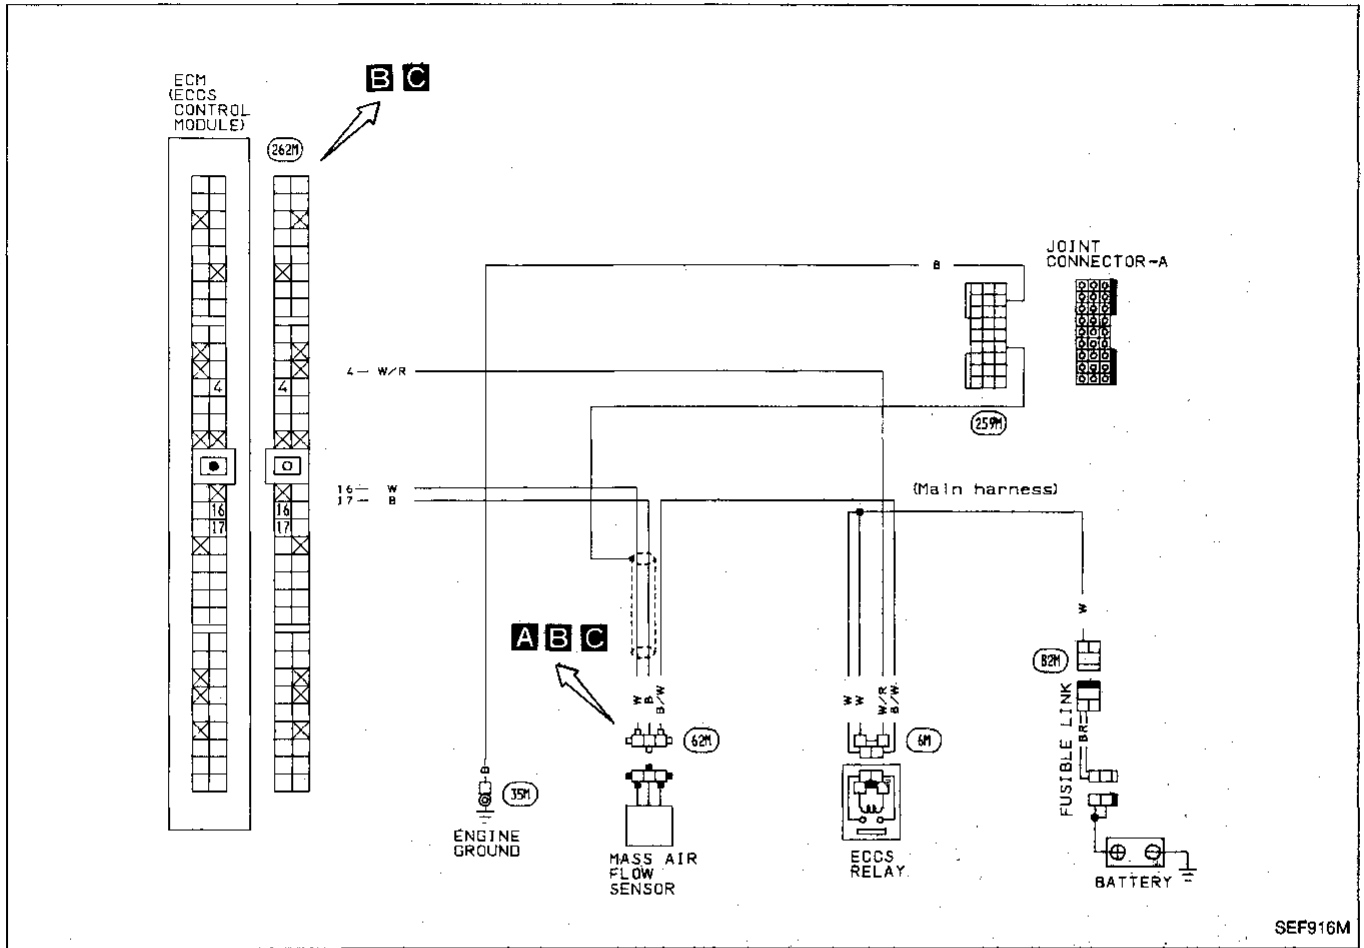 B C
ECM
(ECCS
CONTROL
MODULE)
262M
JOINT
CONNECTOR-A
B
4 4
4 — W/R
259M
16 16
17 17
16 — W
17 — B
(Main harness)
W
A B C
82M
FUSIBLE LINK
BR
W
B
B/W
W
W
W/R
B/W
62M
6M
B
35M
ENGINE
GROUND
MASS AIR
FLOW
SENSOR
ECCS
RELAY
BATTERY
SEF916M